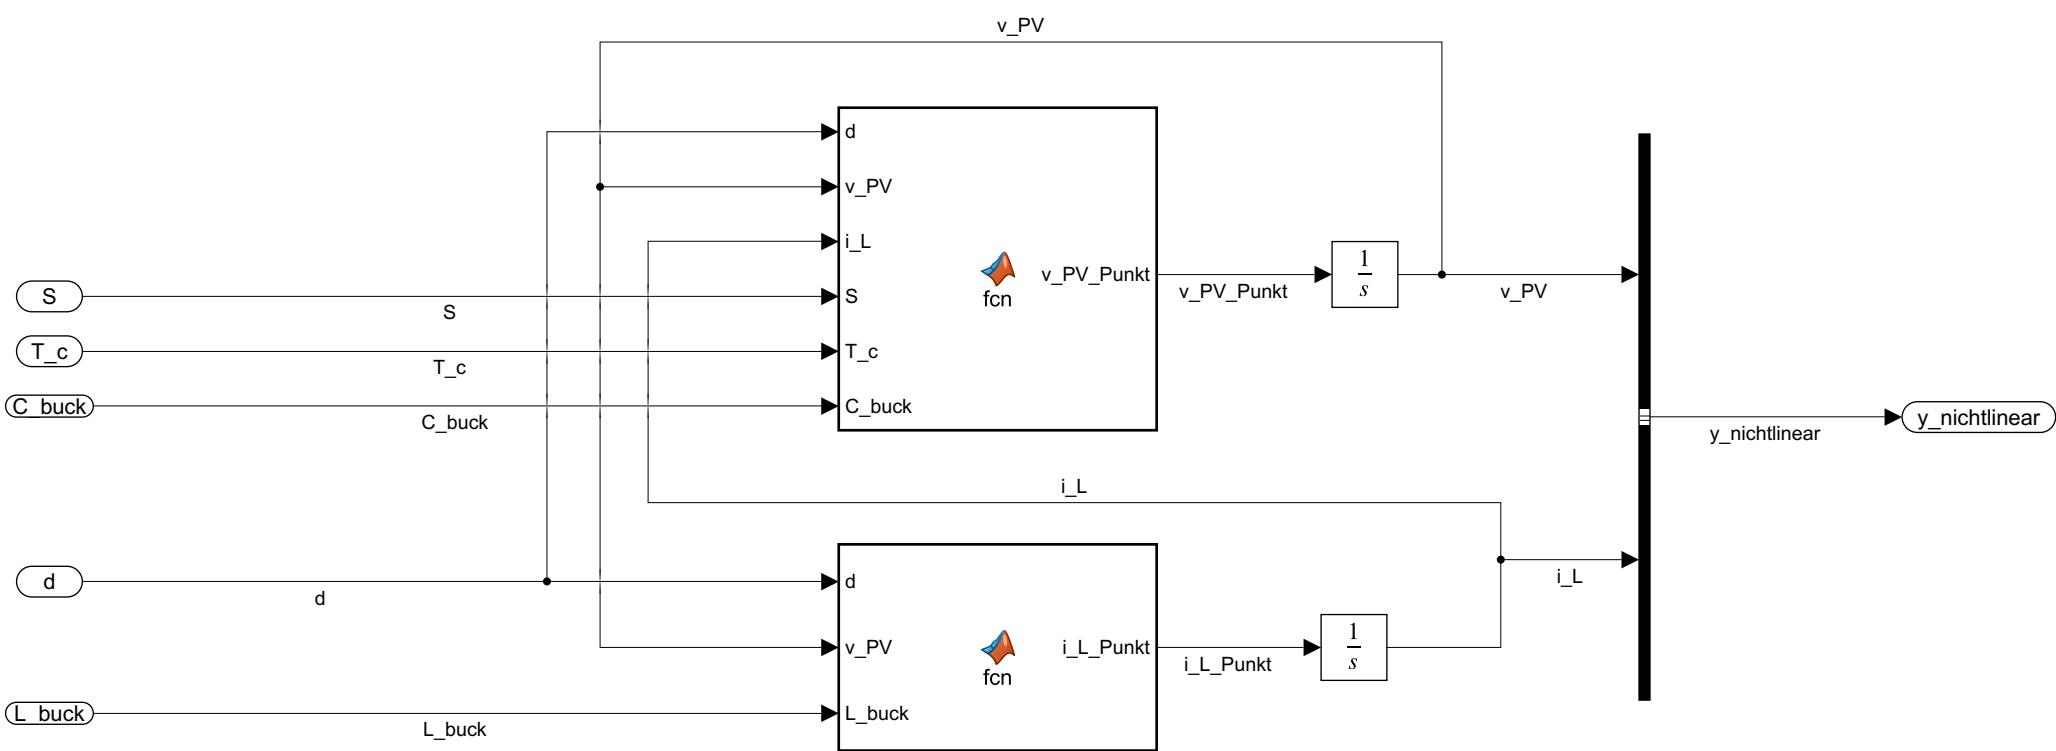 v_PV
d
v_PV
i_L
S
T_c
C_buck
fcn
v_PV_Punkt
v_PV_Punkt
1
s
v_PV
S
S
T_c
T_c
C_buck
C_buck
y_nichtlinear
y_nichtlinear
i_L
d
d
d
v_PV
L_buck
fcn
i_L_Punkt
i_L_Punkt
1
s
i_L
L_buck
L_buck